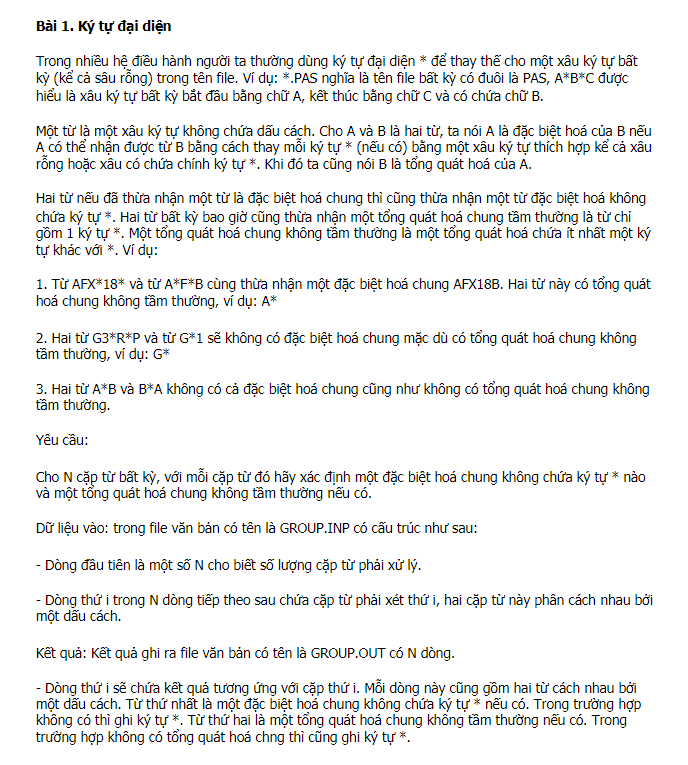 Bài 1. Ký tự đại diện
Trong nhiều hệ điều hành người ta thường dùng ký tự đại diện * để thay thế cho một xâu ký tự bất
kỳ (kể cả sâu rỗng) trong tên file. Ví dụ: *.PAS nghĩa là tên file bất kỳ có đuôi là PAS, A*B*C được
hiểu là xâu ký tự bất kỳ bắt đầu bằng chữ A, kết thúc bằng chữ C và có chứa chữ B.
Một từ là một xâu ký tự không chứa dấu cách. Cho A và B là hai từ, ta nói A là đặc biệt hoá của B nếu
A có thể nhận được từ B bằng cách thay mỗi ký tự * (nếu có) bằng một xâu ký tự thích hợp kể cả xâu
rỗng hoặc xâu có chứa chính ký tự *. Khi đó ta cũng nói B là tổng quát hoá của A.
Hai từ nếu đã thừa nhận một từ là đặc biệt hoá chung thì cũng thừa nhận một từ đặc biệt hoá không
chứa ký tự *. Hai từ bất kỳ bao giờ cũng thừa nhận một tổng quát hoá chung tầm thường là từ chỉ
gồm 1 ký tự *. Một tổng quát hoá chung không tầm thường là một tổng quát hoá chứa ít nhất một ký
tự khác với *. Ví dụ:
1. Từ AFX*18* và từ A*F*B cùng thừa nhận một đặc biệt hoá chung AFX18B. Hai từ này có tổng quát
hoá chung không tầm thường, ví dụ: A*
2. Hai từ G3*R*P và từ G*1 sẽ không có đặc biệt hoá chung mặc dù có tổng quát hoá chung không
tầm thường, ví dụ: G*
3. Hai từ A*B và B*A không có cả đặc biệt hoá chung cũng như không có tổng quát hoá chung không
tầm thường.
Yêu cầu:
Cho N cặp từ bất kỳ, với mỗi cặp từ đó hãy xác định một đặc biệt hoá chung không chứa ký tự * nào
và một tổng quát hoá chung không tầm thường nếu có.
Dữ liệu vào: trong file văn bản có tên là GROUP.INP có cấu trúc như sau:
- Dòng đầu tiên là một số N cho biết số lượng cặp từ phải xử lý.
- Dòng thứ i trong N dòng tiếp theo sau chứa cặp từ phải xét thứ i, hai cặp từ này phân cách nhau bởi
một dấu cách.
Kết quả: Kết quả ghi ra file văn bản có tên là GROUP.OUT có N dòng.
- Dòng thứ i sẽ chứa kết quả tương ứng với cặp thứ i. Mỗi dòng này cũng gồm hai từ cách nhau bởi
một dấu cách. Từ thứ nhất là một đặc biệt hoá chung không chứa ký tự * nếu có. Trong trường hợp
không có thì ghi ký tự *. Từ thứ hai là một tổng quát hoá chung không tầm thường nếu có. Trong
trường hợp không có tổng quát hoá chng thì cũng ghi ký tự *.